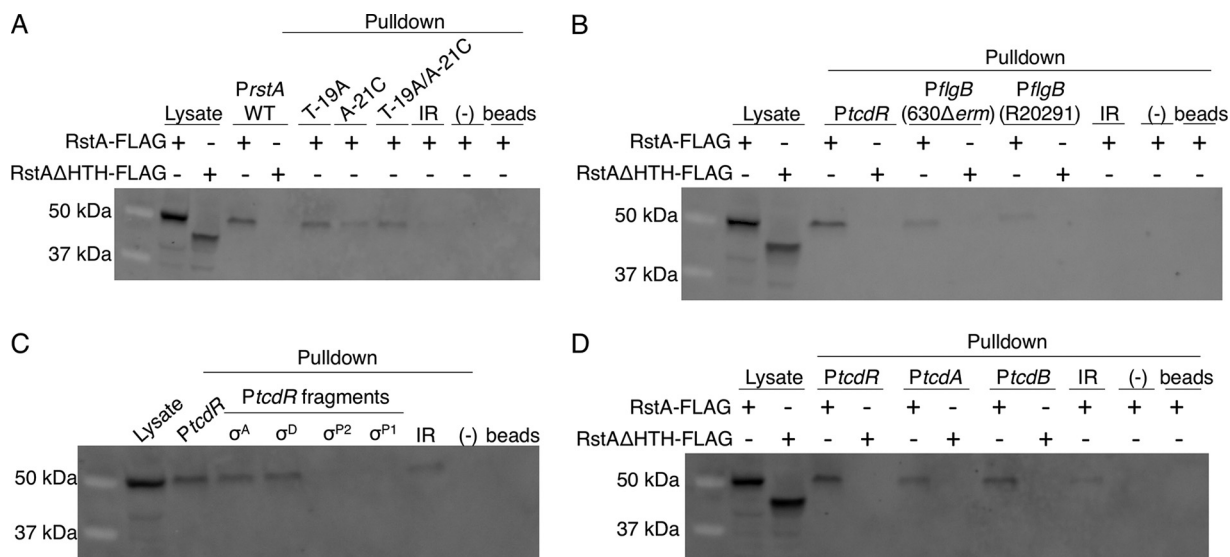 A
Pulldown
PrstA
WT
T-19A
A-21C
T-19A/A-21C
Lysate
IR
(-)
beads
RstA-FLAG + - + - + + + + + +
RstAΔHTH-FLAG - + - + - - - - - -
50 kDa
37 kDa
B
Pulldown
PflgB PflgB
Lysate PtcdR (630Δerm) (R20291) IR (-) beads
RstA-FLAG + - + - + - + - + + +
RstAΔHTH-FLAG - + - + - + - + - - -
50 kDa
37 kDa
C
Pulldown
PtcdR fragments
Lysate PtcdR σA σD σP2 σP1 IR (-) beads
50 kDa
37 kDa
D
Pulldown
Lysate PtcdR PtcdA PtcdB IR (-) beads
RstA-FLAG + - + - + - + - + + +
RstAΔHTH-FLAG - + - + - + - + - - -
50 kDa
37 kDa